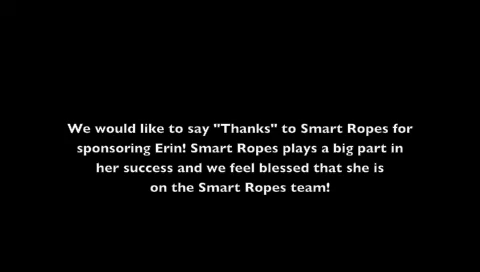 We would like to say "Thanks" to Smart Ropes for
sponsoring Erin! Smart Ropes plays a big part in
her success and we feel blessed that she is
on the Smart Ropes team!